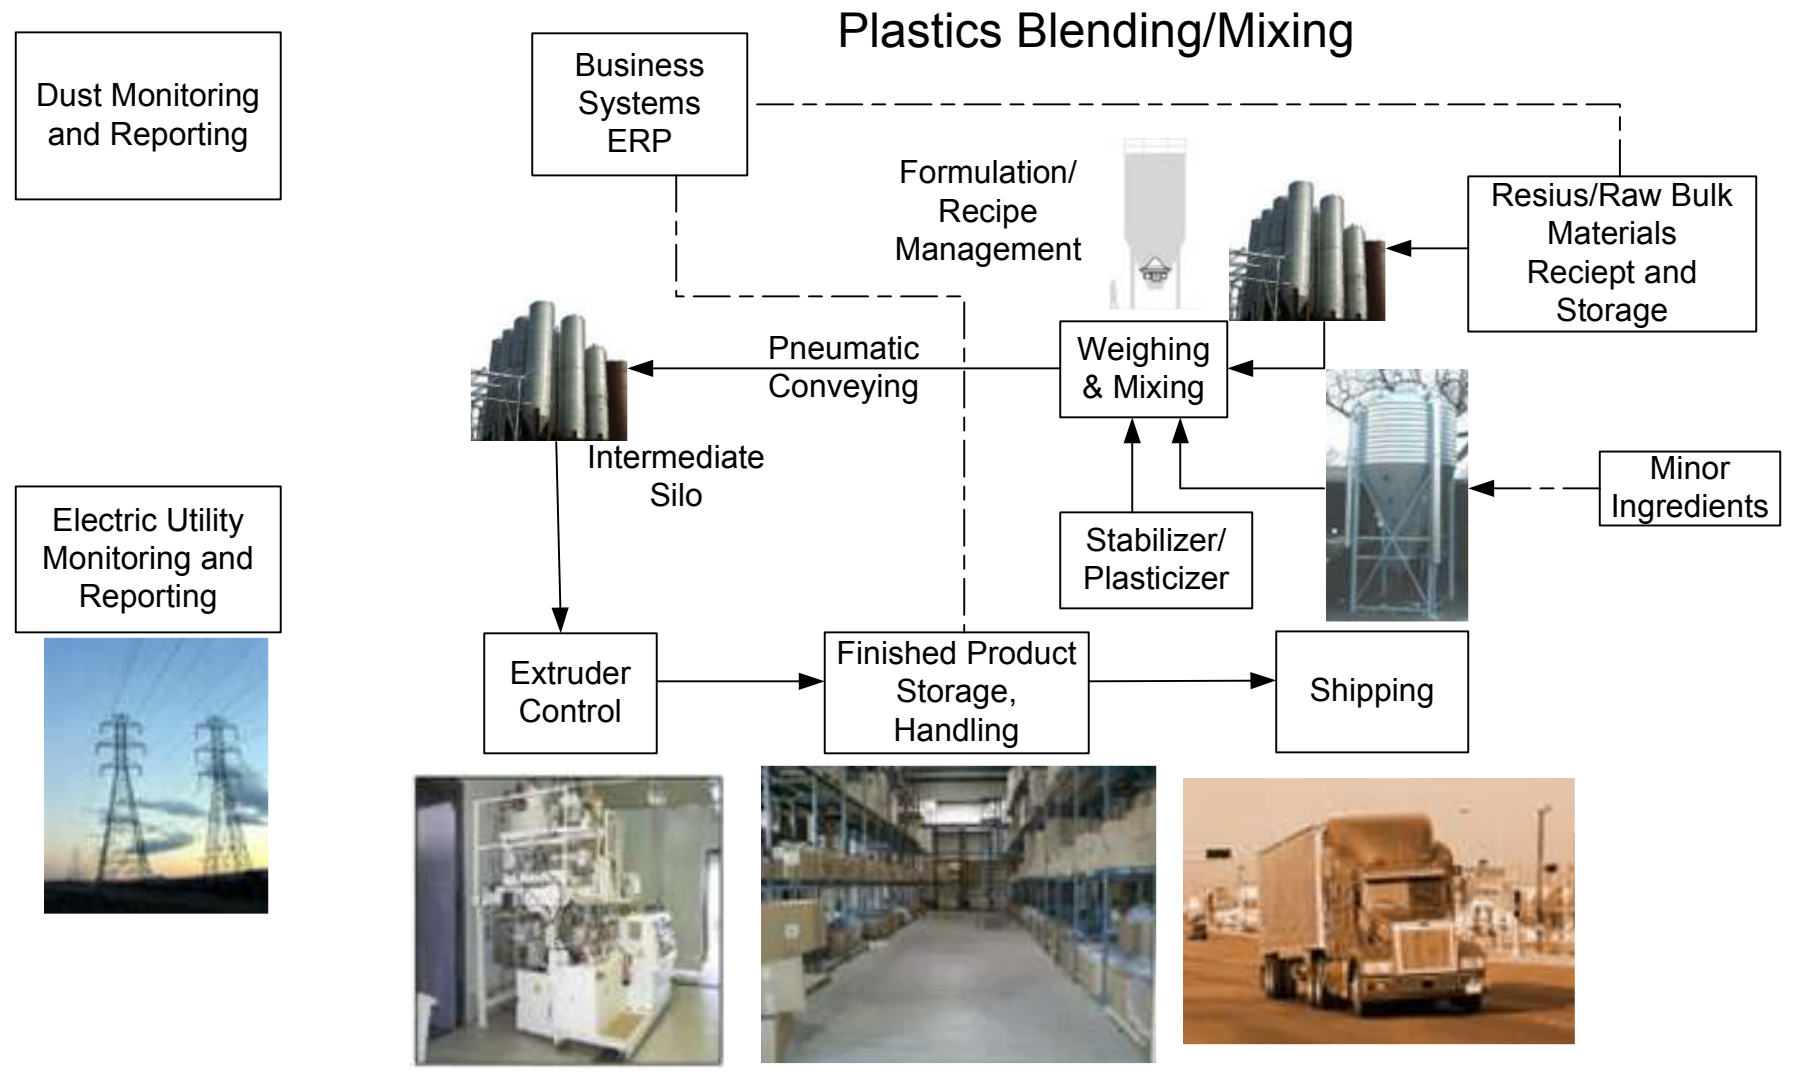 Plastics Blending/Mixing
Dust Monitoring
and Reporting
Business
Systems
ERP
Formulation/
Recipe
Management
Resius/Raw Bulk
Materials
Reciept and
Storage
Pneumatic
Conveying
Weighing
& Mixing
Intermediate
Silo
Minor
Ingredients
Electric Utility
Monitoring and
Reporting
Stabilizer/
Plasticizer
Extruder
Control
Finished Product
Storage,
Handling
Shipping